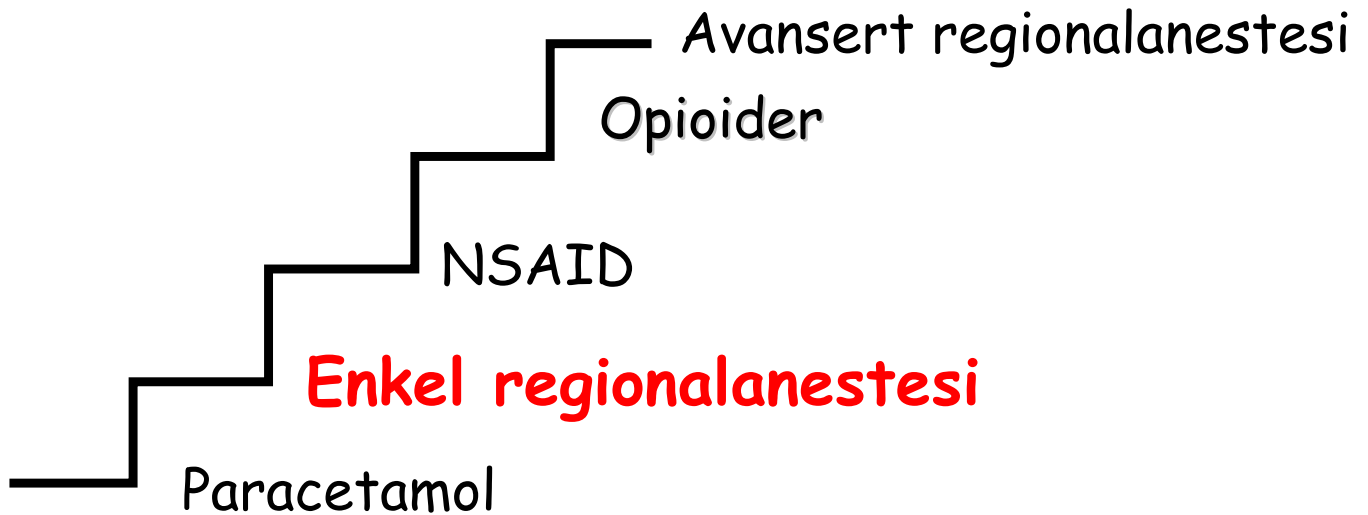 Avansert regionalanestesi
Opioider
NSAID
Enkel regionalanestesi
Paracetamol